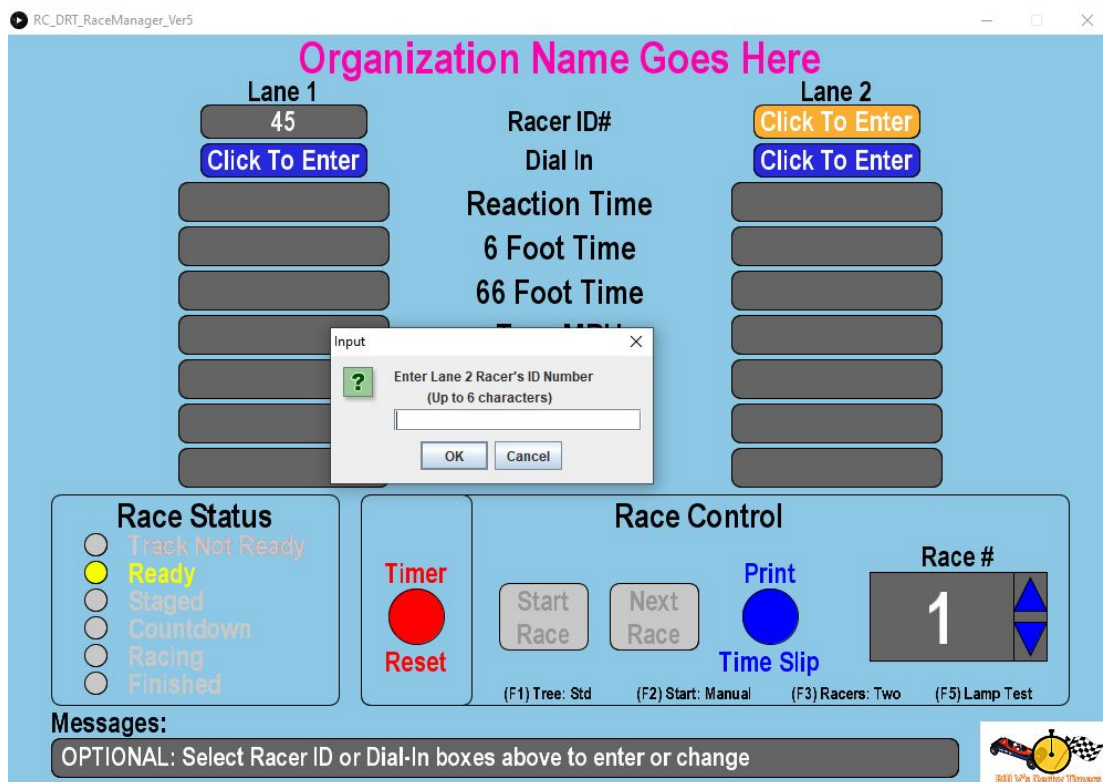 RC_DRT_RaceManager_Ver5
Organization Name Goes Here
Lane 1
Lane 2
45
Racer ID#
Click To Enter
Click To Enter
Dial In
Click To Enter
Reaction Time
6 Foot Time
66 Foot Time
Input
Enter Lane 2 Racer's ID Number
(Up to 6 characters)
OK
Cancel
Race Status
Track Not Ready
Ready
Staged
Countdown
Racing
Finished
Timer
Reset
Race Control
Start
Race
Next
Race
Print
Time Slip
Race #
1
(F1) Tree: Std
(F2) Start: Manual
(F3) Racers: Two
(F5) Lamp Test
Messages:
OPTIONAL: Select Racer ID or Dial-In boxes above to enter or change
Bill V's Derby Timers